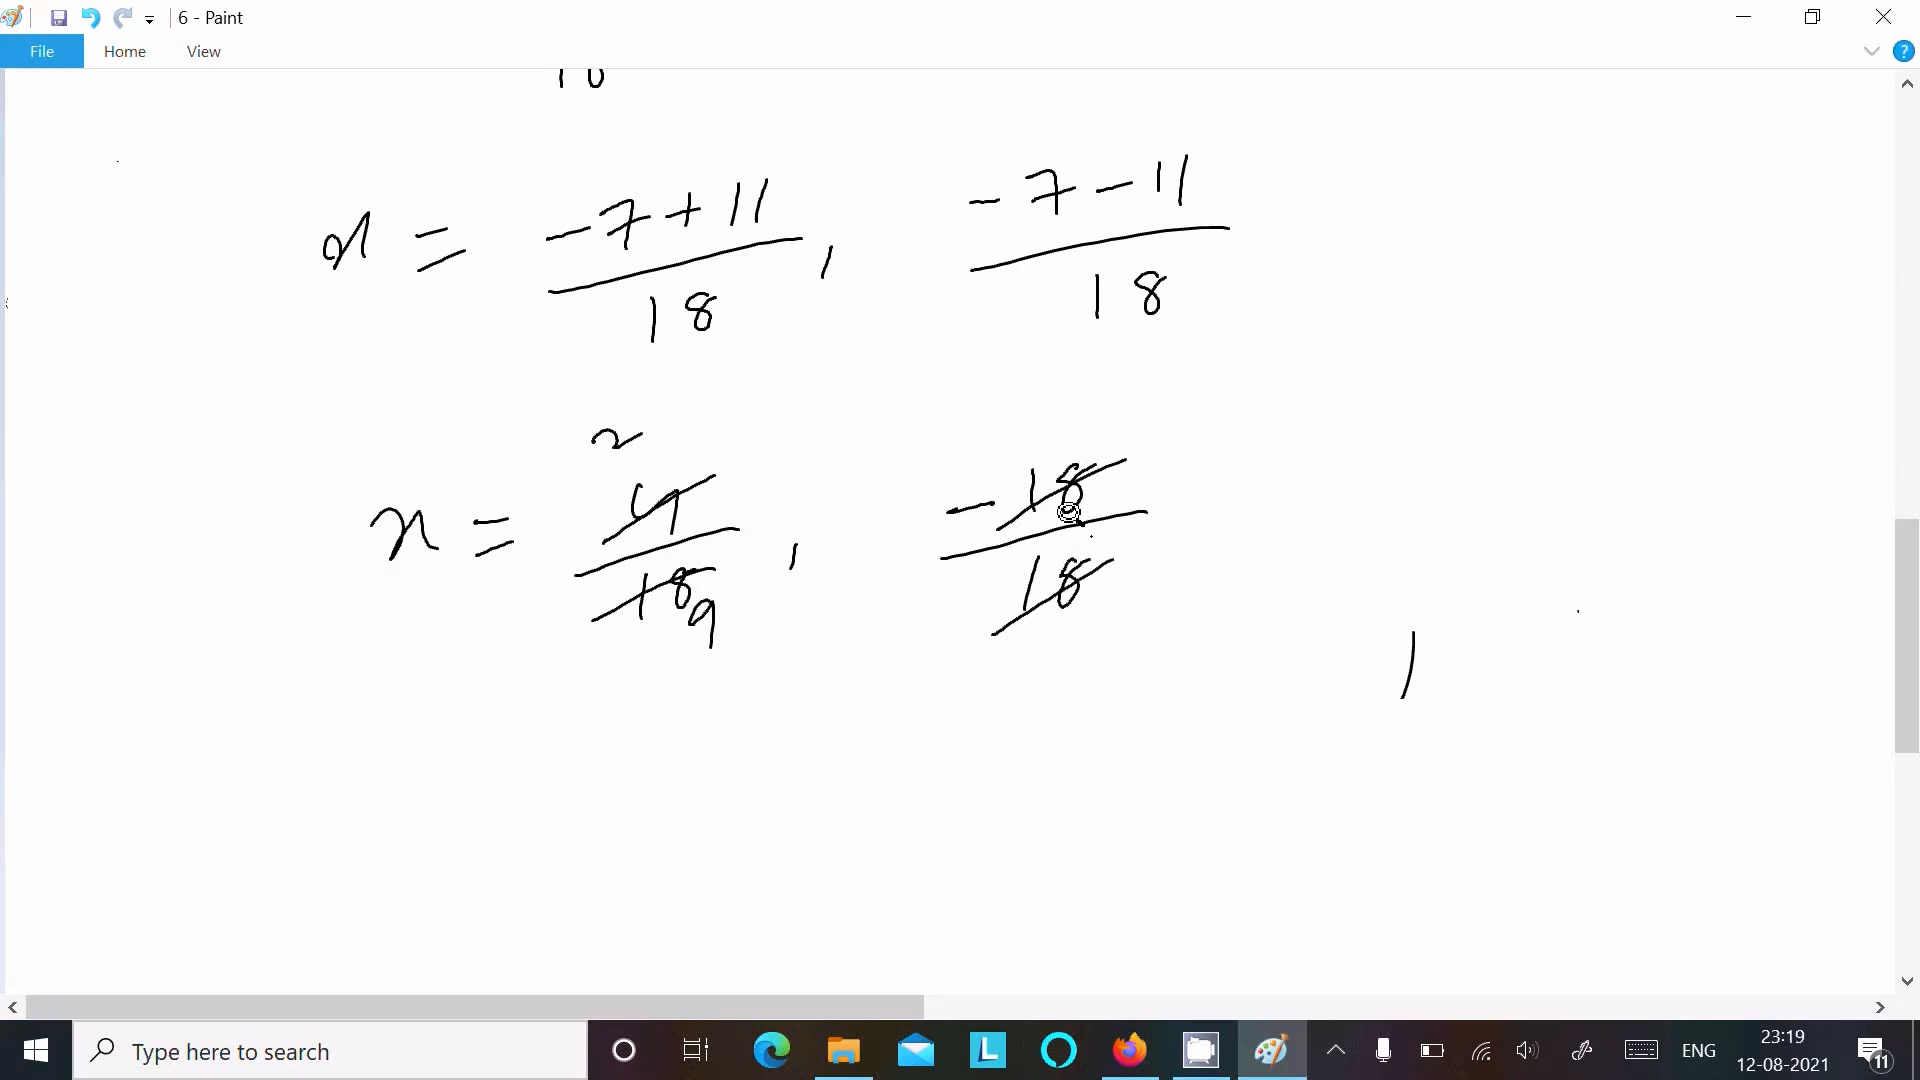 6 - Paint
File Home View
18
x = -7+11 / 18 , -7-11 / 18
2
x = 4 / 18 , -18 / 18
9
Type here to search
ENG
23:19
12-08-2021
11